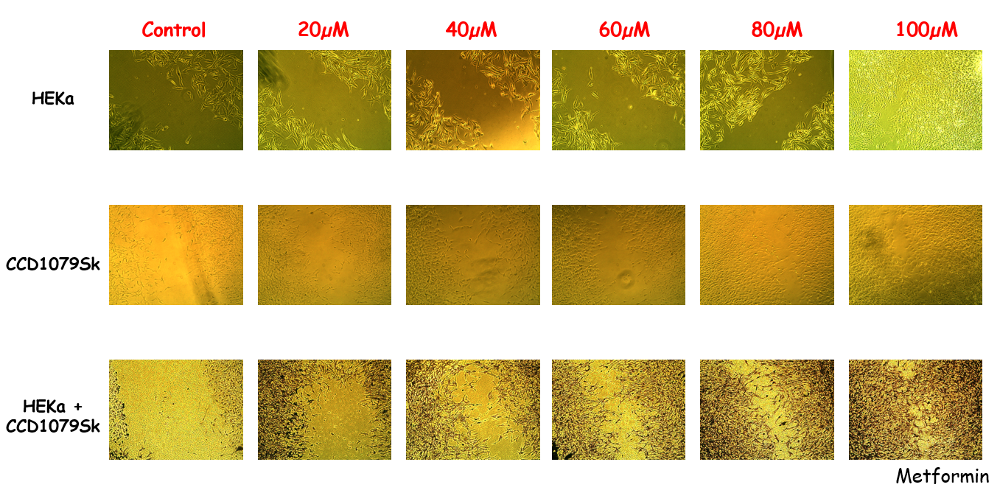 Control 20µM 40µM 60µM 80µM 100µM
HEKa
CCD1079Sk
HEKa +
CCD1079Sk
Metformin